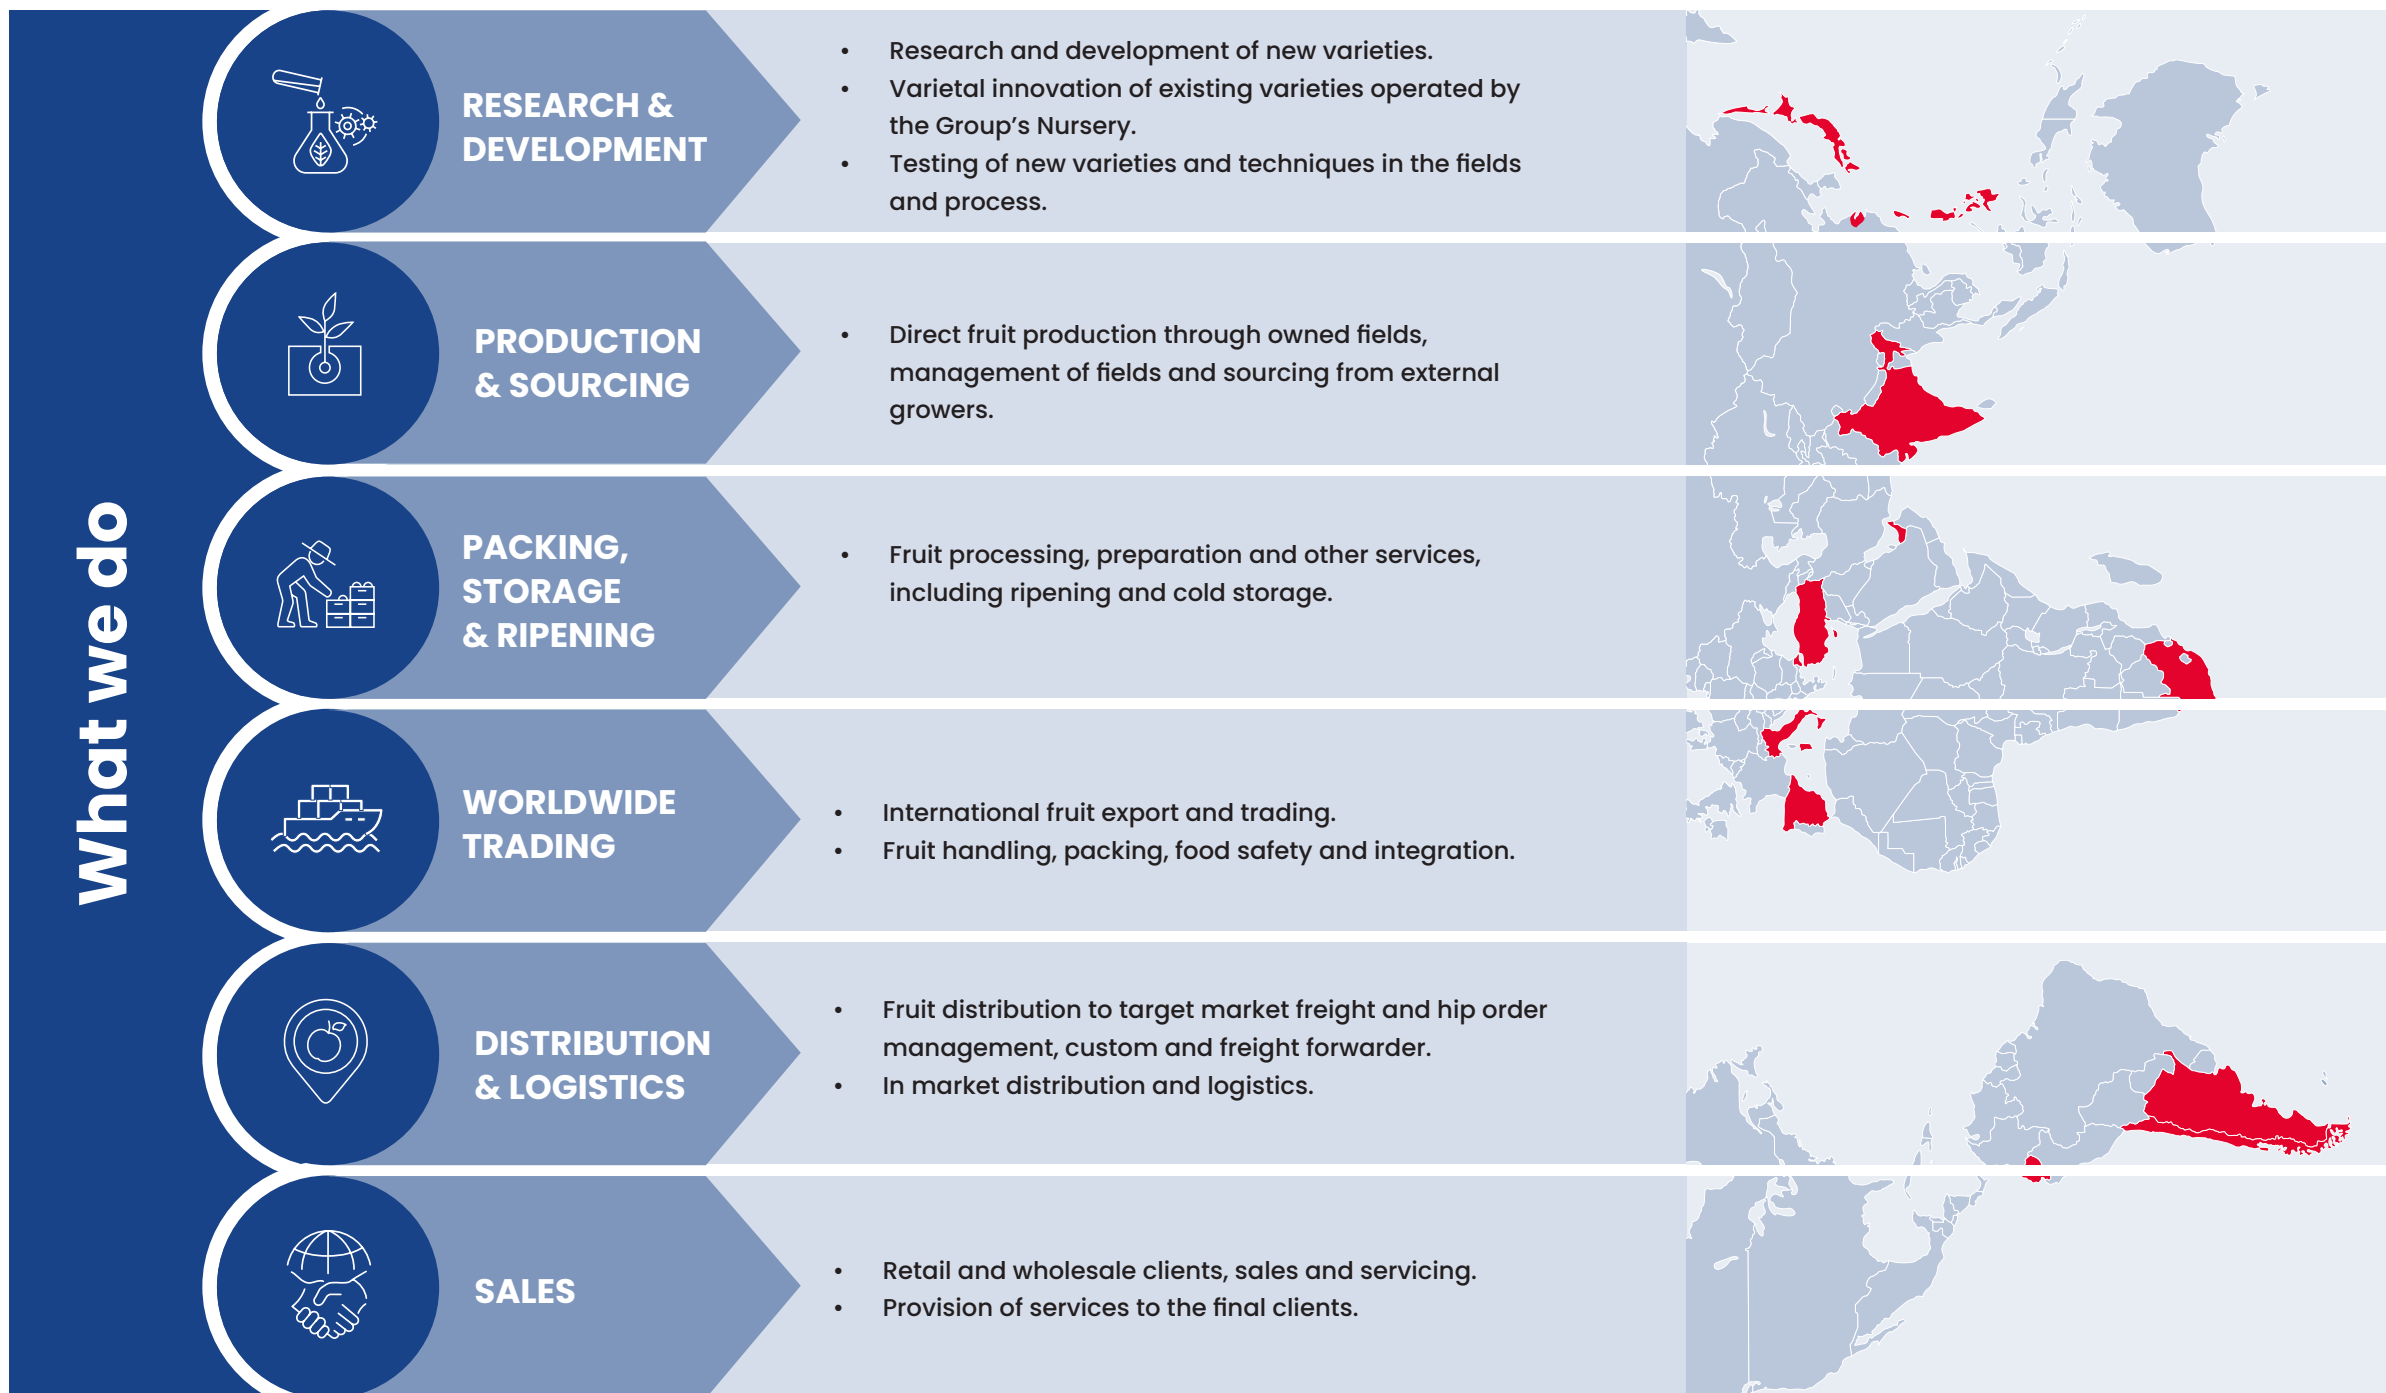 What we do
RESEARCH &
DEVELOPMENT
• Research and development of new varieties.
• Varietal innovation of existing varieties operated by
the Group’s Nursery.
• Testing of new varieties and techniques in the fields
and process.
PRODUCTION
& SOURCING
• Direct fruit production through owned fields,
management of fields and sourcing from external
growers.
PACKING,
STORAGE
& RIPENING
• Fruit processing, preparation and other services,
including ripening and cold storage.
WORLDWIDE
TRADING
• International fruit export and trading.
• Fruit handling, packing, food safety and integration.
DISTRIBUTION
& LOGISTICS
• Fruit distribution to target market freight and hip order
management, custom and freight forwarder.
• In market distribution and logistics.
SALES
• Retail and wholesale clients, sales and servicing.
• Provision of services to the final clients.